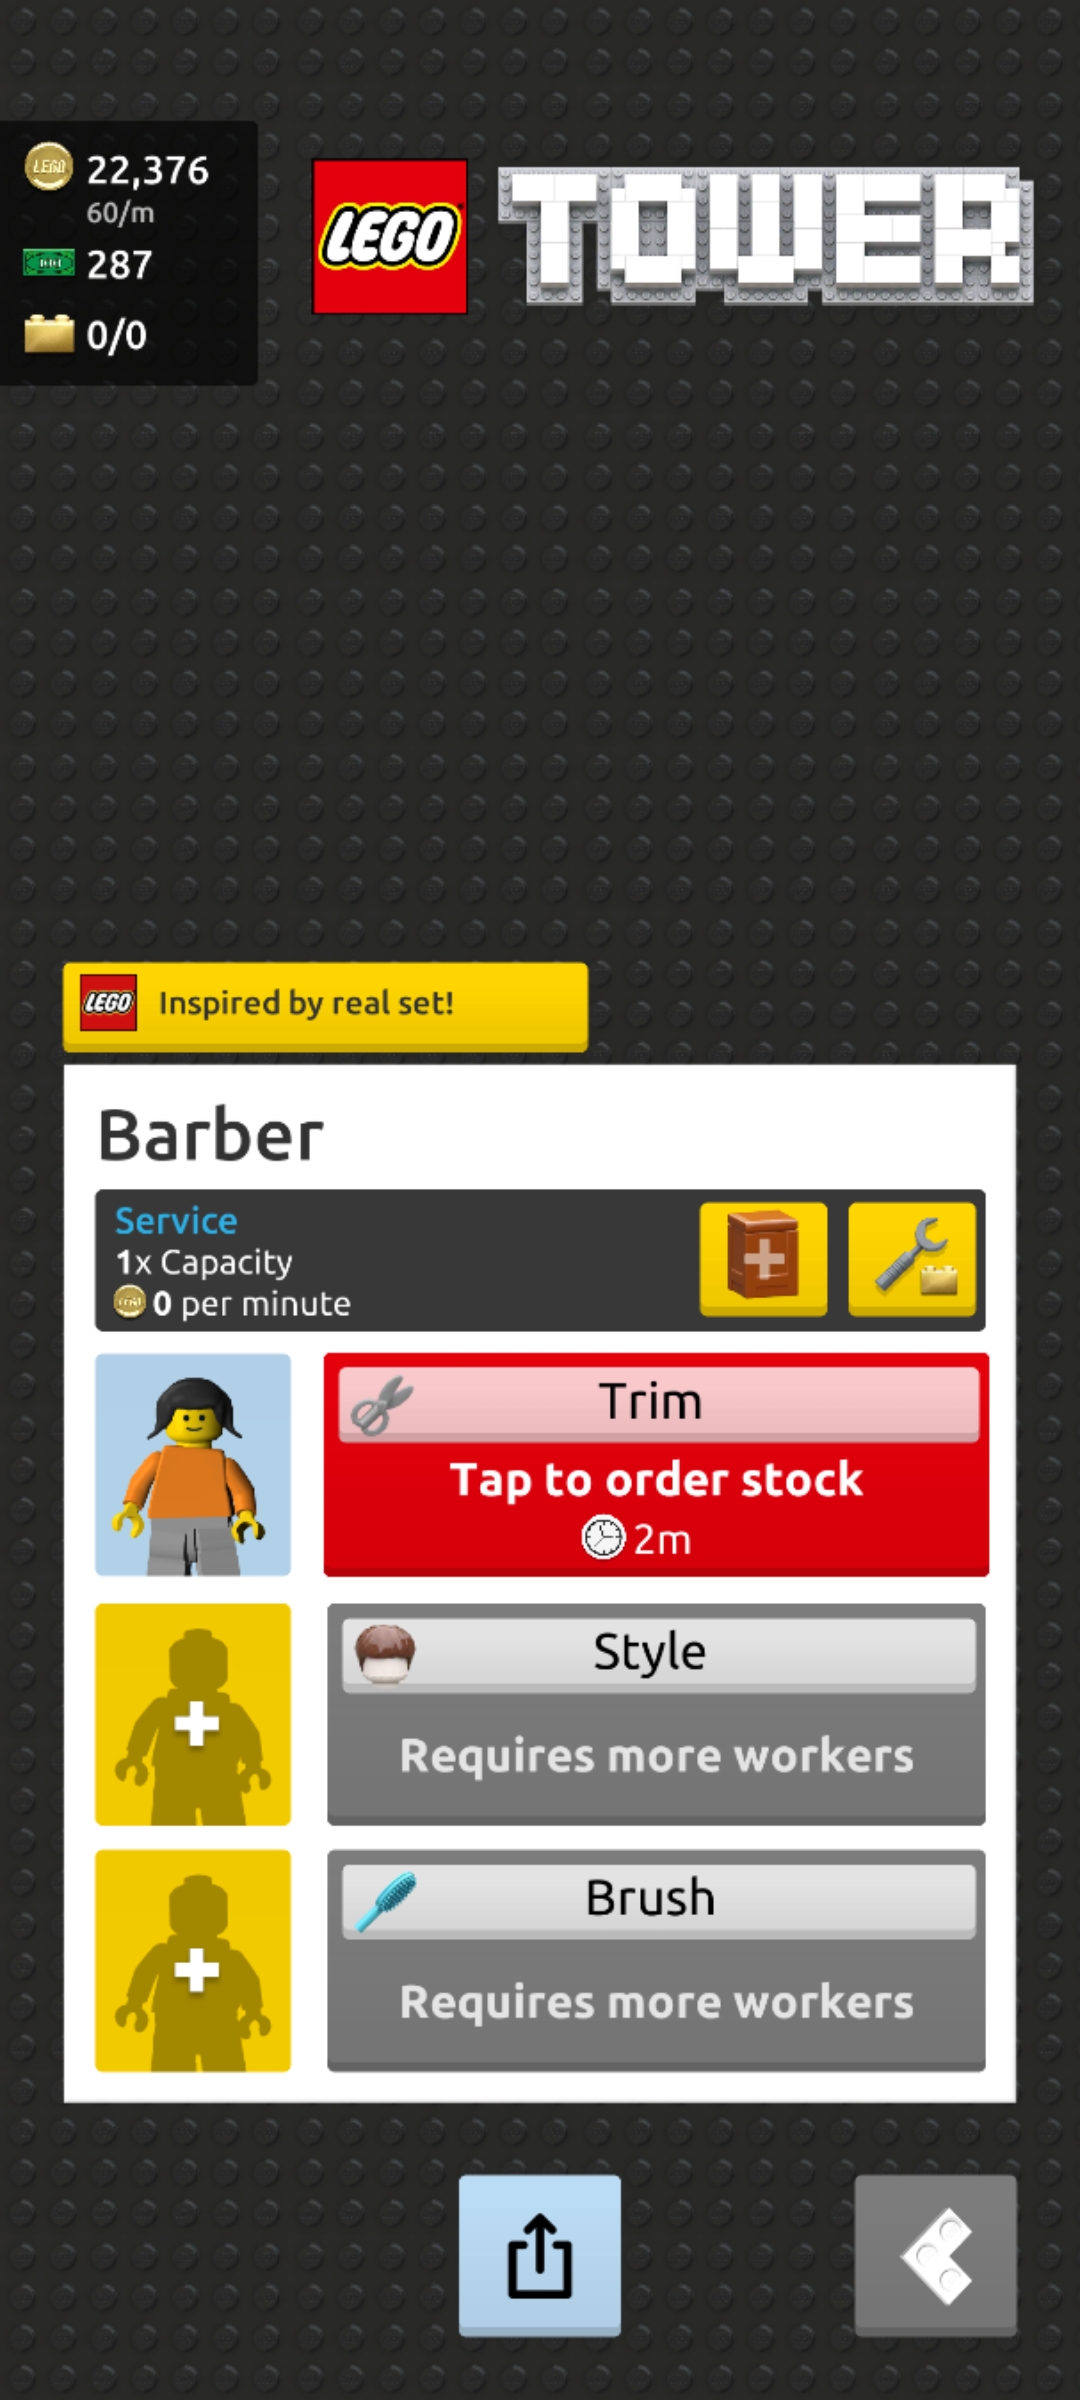 LEGO
22,376
60/m
287
0/0
LEGO TOWER
LEGO Inspired by real set!
Barber
Service
1x Capacity
0 per minute
Trim
Tap to order stock
2m
Style
Requires more workers
Brush
Requires more workers